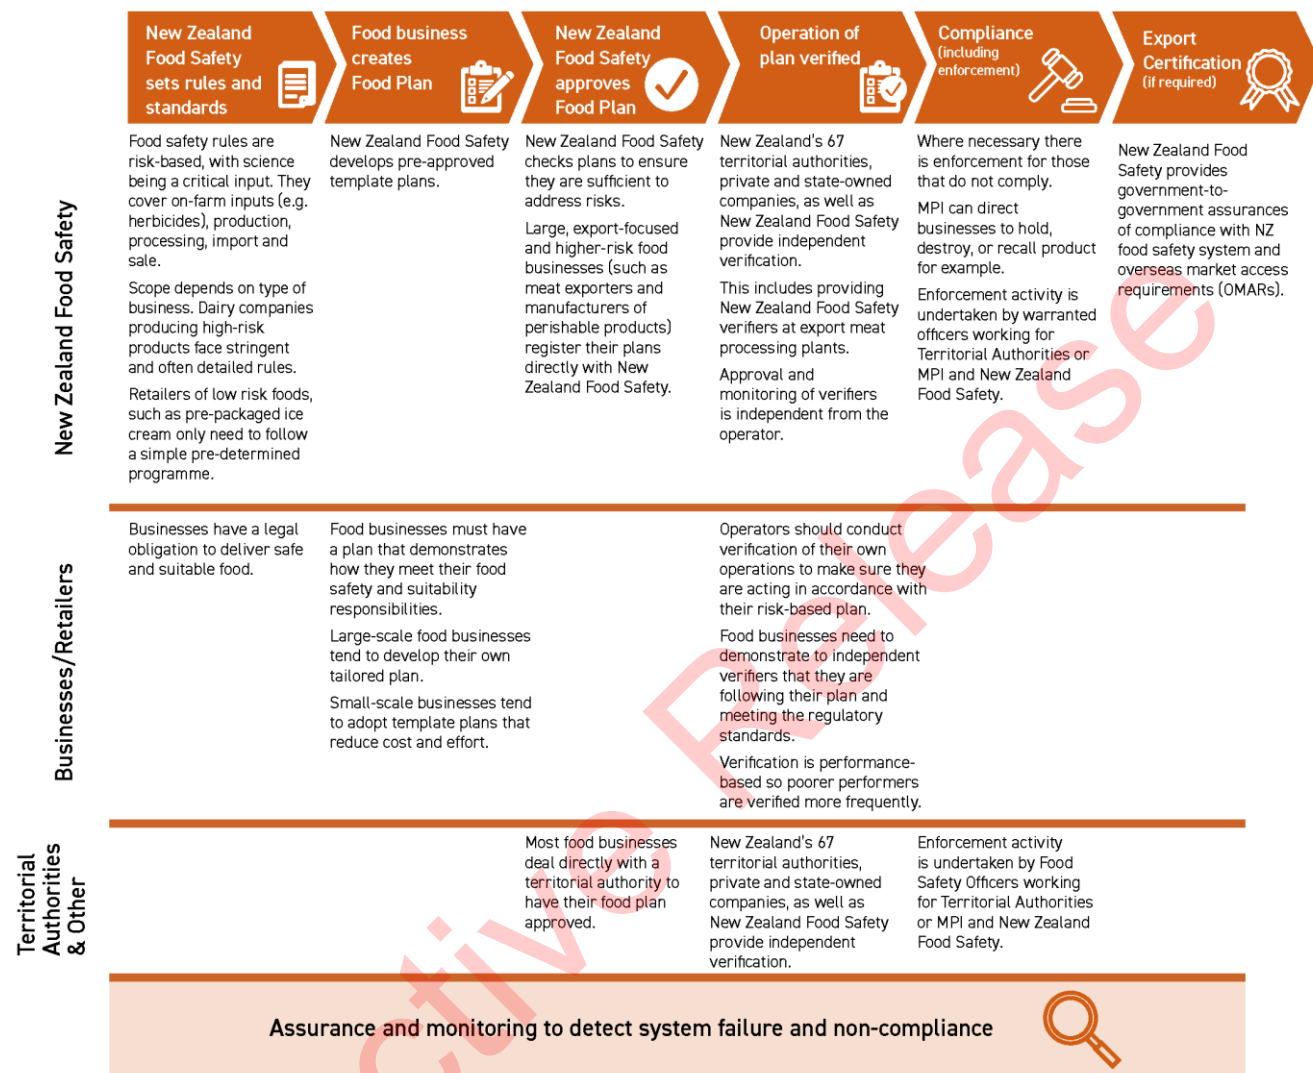 New Zealand
Food Safety
sets rules and
standards
Food business
creates
Food Plan
New Zealand
Food Safety
approves
Food Plan
Operation of
plan verified
Compliance
(including
enforcement)
Export
Certification
(if required)
New Zealand Food Safety
Food safety rules are
risk-based, with science
being a critical input. They
cover on-farm inputs (e.g.
herbicides), production,
processing, import and
sale.
Scope depends on type of
business. Dairy companies
producing high-risk
products face stringent
and often detailed rules.
Retailers of low risk foods,
such as pre-packaged ice
cream only need to follow
a simple pre-determined
programme.
New Zealand Food Safety
develops pre-approved
template plans.
New Zealand Food Safety
checks plans to ensure
they are sufficient to
address risks.
Large, export-focused
and higher-risk food
businesses (such as
meat exporters and
manufacturers of
perishable products)
register their plans
directly with New
Zealand Food Safety.
New Zealand's 67
territorial authorities,
private and state-owned
companies, as well as
New Zealand Food Safety
provide independent
verification.
This includes providing
New Zealand Food Safety
verifiers at export meat
processing plants.
Approval and
monitoring of verifiers
is independent from the
operator.
Where necessary there
is enforcement for those
that do not comply.
MPI can direct
businesses to hold,
destroy, or recall product
for example.
Enforcement activity is
undertaken by warranted
officers working for
Territorial Authorities or
MPI and New Zealand
Food Safety.
New Zealand Food
Safety provides
government-to-
government assurances
of compliance with NZ
food safety system and
overseas market access
requirements (OMARs).
Businesses/Retailers
Businesses have a legal
obligation to deliver safe
and suitable food.
Food businesses must have
a plan that demonstrates
how they meet their food
safety and suitability
responsibilities.
Large-scale food businesses
tend to develop their own
tailored plan.
Small-scale businesses tend
to adopt template plans that
reduce cost and effort.
Operators should conduct
verification of their own
operations to make sure they
are acting in accordance with
their risk-based plan.
Food businesses need to
demonstrate to independent
verifiers that they are
following their plan and
meeting the regulatory
standards.
Verification is performance-
based so poorer performers
are verified more frequently.
Territorial
Authorities
& Other
Most food businesses
deal directly with a
territorial authority to
have their food plan
approved.
New Zealand's 67
territorial authorities,
private and state-owned
companies, as well as
New Zealand Food Safety
provide independent
verification.
Enforcement activity
is undertaken by Food
Safety Officers working
for Territorial Authorities
or MPI and New Zealand
Food Safety.
Assurance and monitoring to detect system failure and non-compliance
ctive Release